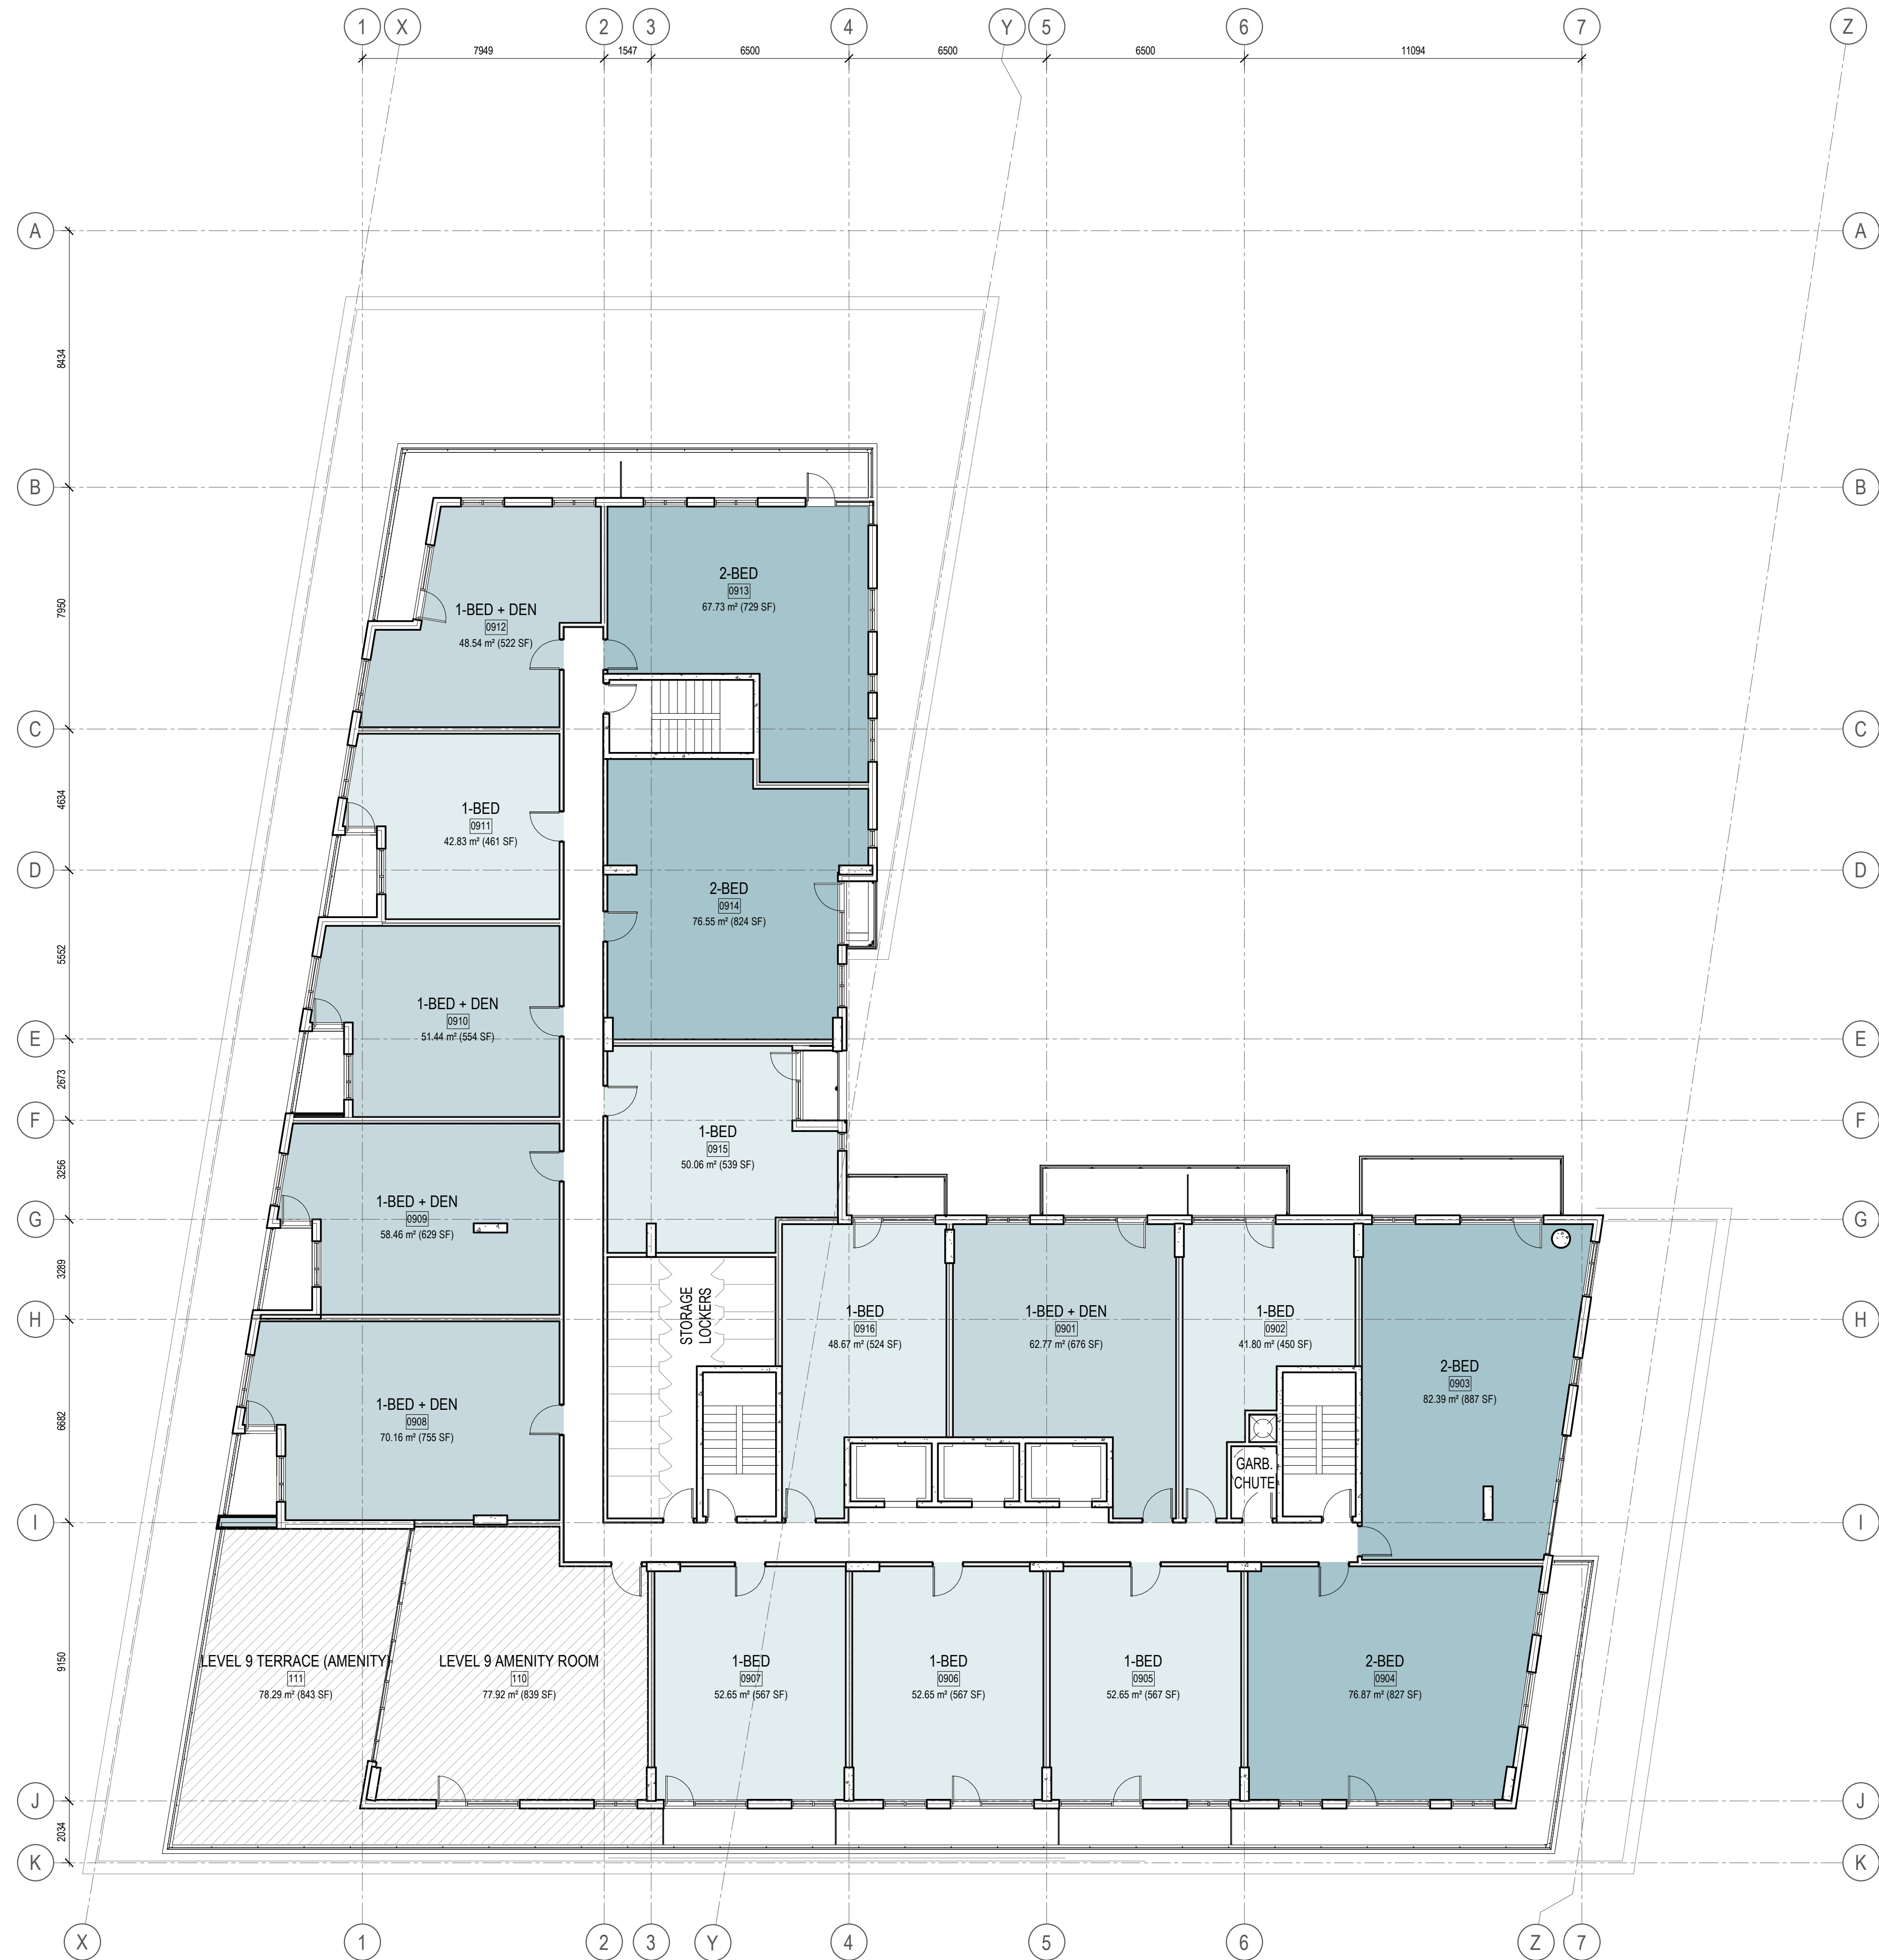 1 X 2 3 4 Y 5 6 7 Z
7949 1547 6500 6500 6500 11094
A A
8434
B B
7950
2-BED
0913
67.73 m² (729 SF)
1-BED + DEN
0912
48.54 m² (522 SF)
C C
4634
1-BED
0911
42.83 m² (461 SF)
D D
2-BED
0914
76.55 m² (824 SF)
5552
1-BED + DEN
0910
51.44 m² (554 SF)
E E
2673
F F
1-BED
0915
50.06 m² (539 SF)
3256
1-BED + DEN
0909
58.46 m² (629 SF)
G G
3289
STORAGE
LOCKERS
1-BED
0916
48.67 m² (524 SF)
1-BED + DEN
0901
62.77 m² (676 SF)
1-BED
0902
41.80 m² (450 SF)
H H
2-BED
0903
82.39 m² (887 SF)
6682
1-BED + DEN
0908
70.16 m² (755 SF)
GARB.
CHUTE
I I
9150
LEVEL 9 TERRACE (AMENITY)
111
78.29 m² (843 SF)
LEVEL 9 AMENITY ROOM
110
77.92 m² (839 SF)
1-BED
0907
52.65 m² (567 SF)
1-BED
0906
52.65 m² (567 SF)
1-BED
0905
52.65 m² (567 SF)
2-BED
0904
76.87 m² (827 SF)
J J
2034
K K
X 1 2 3 Y 4 5 6 Z 7